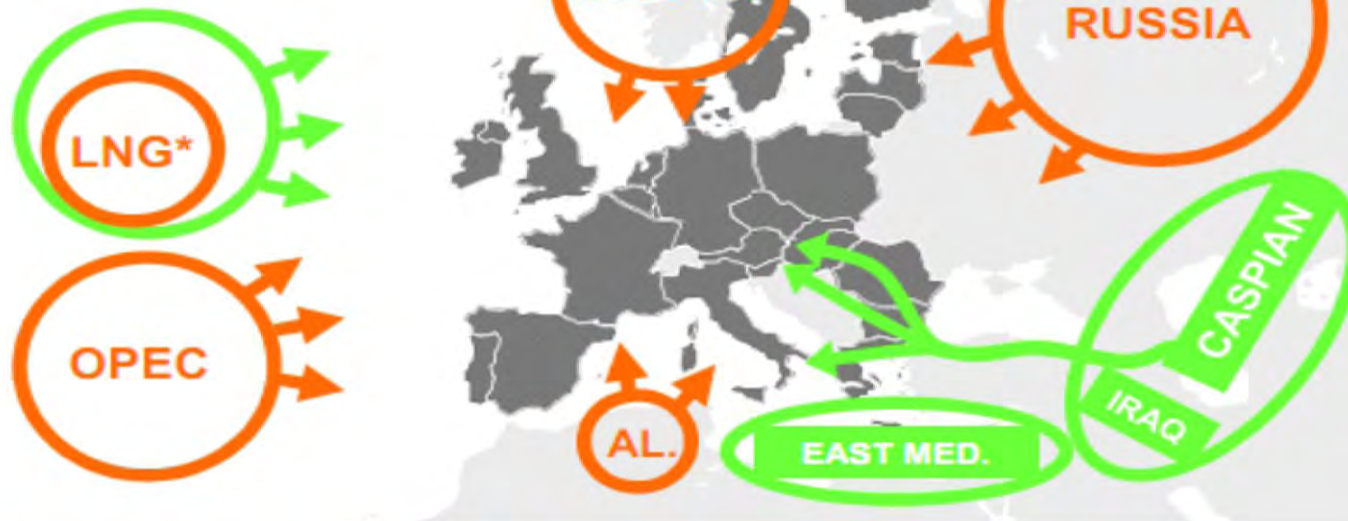 RUSSIA
LNG*
CASPIAN
OPEC
IRAQ
AL.
EAST MED.